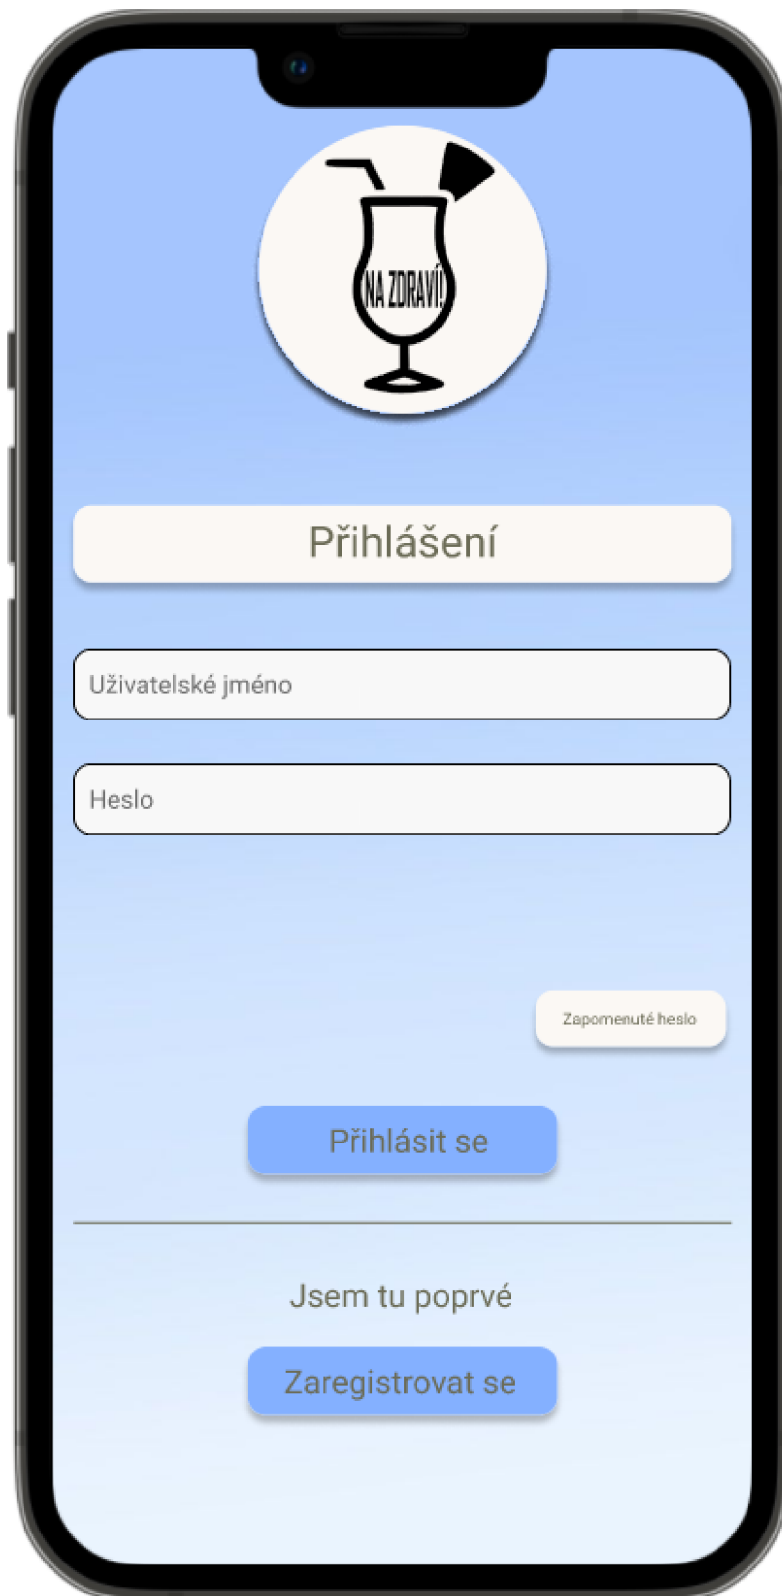 NA ZDRAVÍ!
Přihlášení
Uživatelské jméno
Heslo
Zapomenuté heslo
Přihlásit se
Jsem tu poprvé
Zaregistrovat se